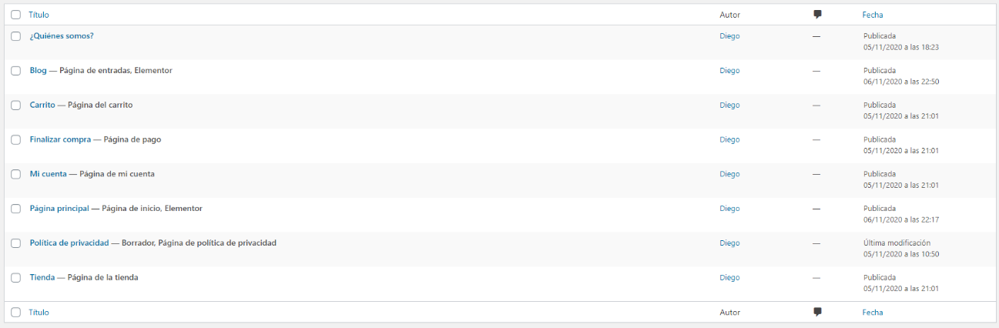 Título Autor Fecha
¿Quiénes somos? Diego — Publicada
05/11/2020 a las 18:23
Blog — Página de entradas, Elementor Diego — Publicada
06/11/2020 a las 22:50
Carrito — Página del carrito Diego — Publicada
05/11/2020 a las 21:01
Finalizar compra — Página de pago Diego — Publicada
05/11/2020 a las 21:01
Mi cuenta — Página de mi cuenta Diego — Publicada
05/11/2020 a las 21:01
Página principal — Página de inicio, Elementor Diego — Publicada
06/11/2020 a las 22:17
Política de privacidad — Borrador, Página de política de privacidad Diego — Última modificación
05/11/2020 a las 10:50
Tienda — Página de la tienda Diego — Publicada
05/11/2020 a las 21:01
Título Autor Fecha